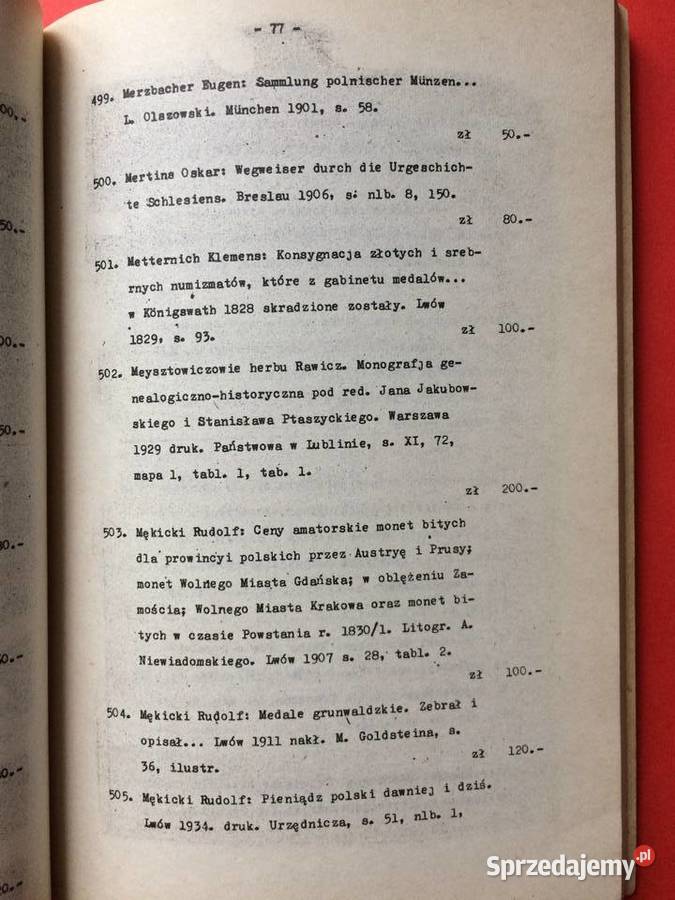 - 77 -
499. Merzbacher Eugen: Sammlung polnischer Münzen...
L. Olszowski. München 1901, s. 58.
zł 50.-
500. Mertins Oskar: Wegweiser durch die Urgeschich-
te Schlesiens. Breslau 1906, s. nlb. 8, 150.
zł 80.-
501. Metternich Klemens: Konsygnacja złotych i sreb-
rnych numizmatów, które z gabinetu medalów...
w Königswath 1828 skradzione zostały. Lwów
1829, s. 93.
zł 100.-
502. Meysztowiczowie herbu Rawicz. Monografja ge-
nealogiczno-historyczna pod red. Jana Jakubow-
skiego i Stanisława Ptaszyckiego. Warszawa
1929 druk. Państwowa w Lublinie, s. XI, 72,
mapa 1, tabl. 1, tab. 1.
zł 200.-
503. Mękicki Rudolf: Ceny amatorskie monet bitych
dla prowincyi polskich przez Austryę i Prusy;
monet Wolnego Miasta Gdańska; w oblężeniu Za-
mościa; Wolnego Miasta Krakowa oraz monet bi-
tych w czasie Powstania r. 1830/1. Litogr. A.
Niewiadomskiego. Lwów 1907 s. 28, tabl. 2.
zł 100.-
504. Mękicki Rudolf: Medale grunwaldzkie. Zebrał i
opisał... Lwów 1911 nakł. M. Goldsteina, s.
36, ilustr.
zł 120.-
505. Mękicki Rudolf: Pieniądz polski dawniej i dziś.
Lwów 1934. druk. Urzędnicza, s. 51, nlb. 1,
Sprzedajemy.pl